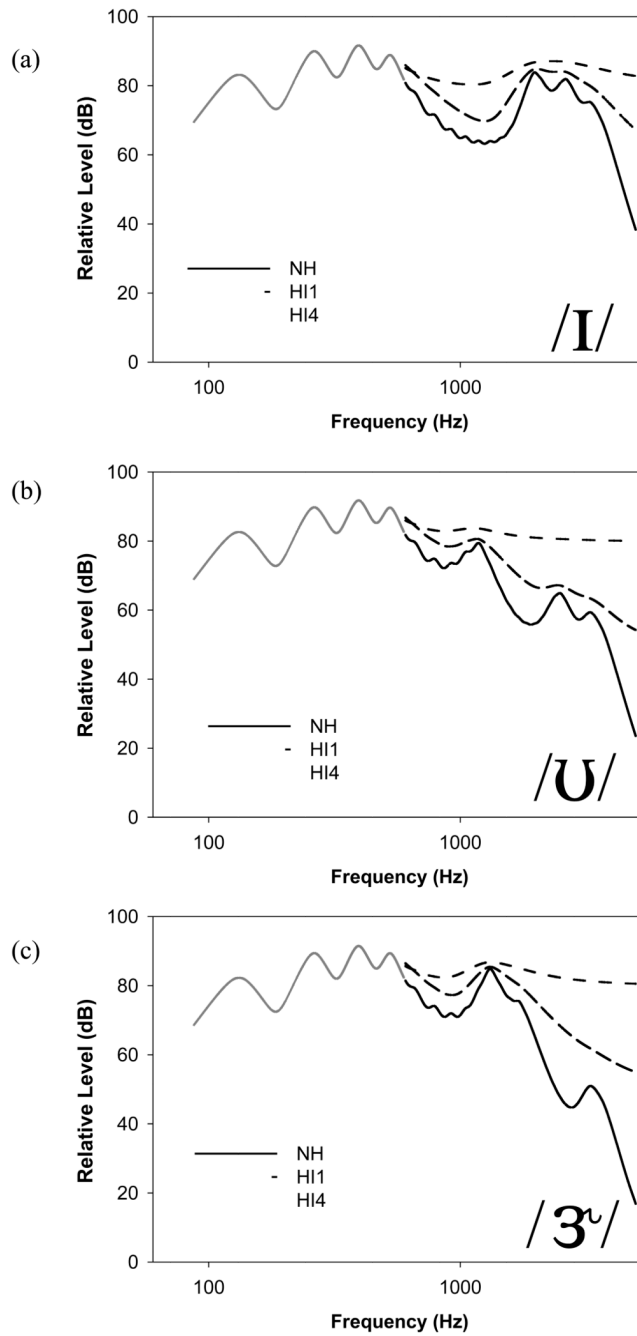 (a)
Relative Level (dB)
100
80
60
40
20
0
NH
HI1
HI4
/I/
100
1000
Frequency (Hz)
(b)
Relative Level (dB)
100
80
60
40
20
0
NH
HI1
HI4
/ʊ/
100
1000
Frequency (Hz)
(c)
Relative Level (dB)
100
80
60
40
20
0
NH
HI1
HI4
/ɝ/
100
1000
Frequency (Hz)